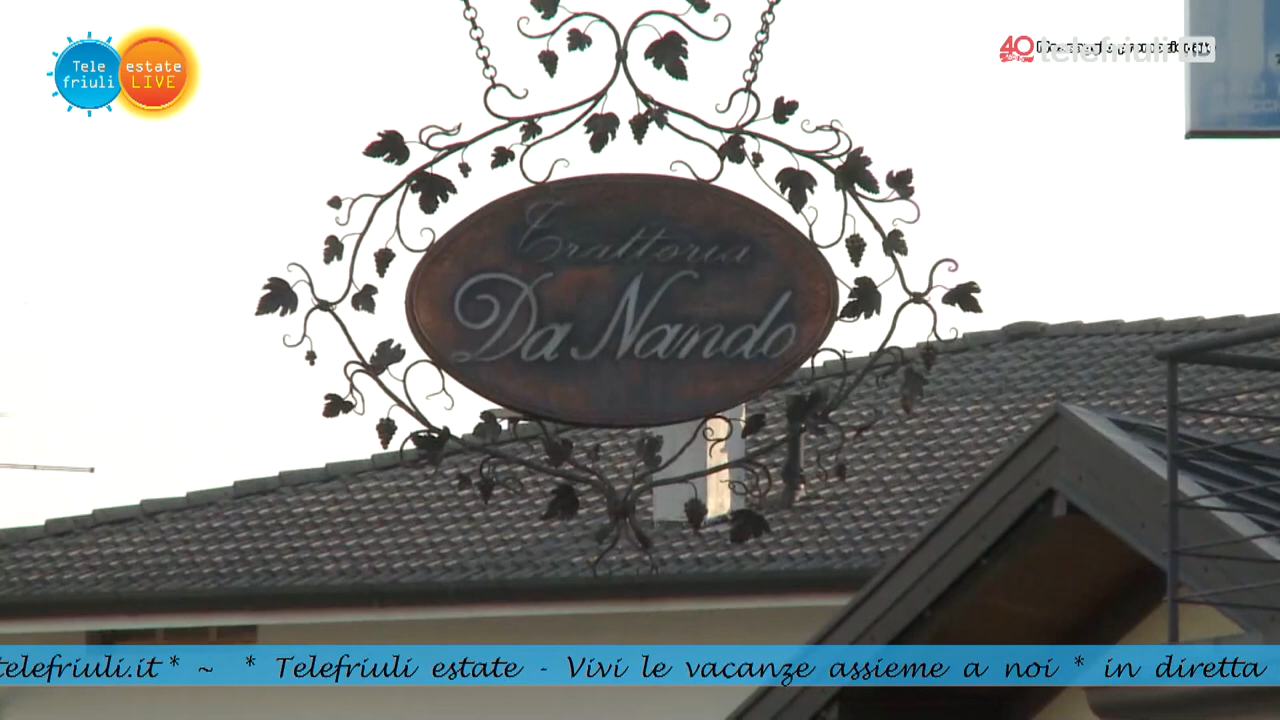 Tele
friuli
estate
LIVE
40
telefriuli
Trattoria
Da Nando
telefriuli.it * ~ * Telefriuli estate - Vivi le vacanze assieme a noi * in diretta